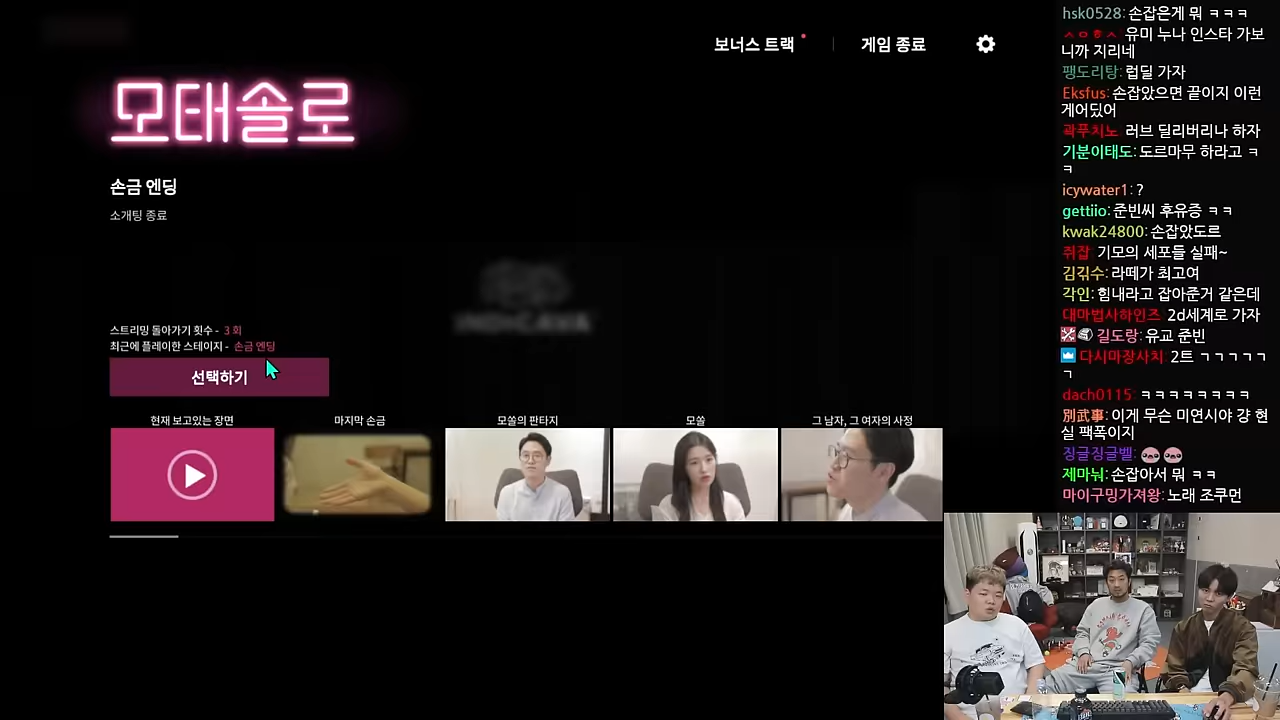 보너스 트랙
게임 종료
모태솔로
손금 엔딩
소개팅 종료
스트리밍 돌아가기 횟수 - 3 회
최근에 플레이한 스테이지 - 손금 엔딩
선택하기
현재 보고있는 장면
마지막 손금
모쏠의 판타지
모쏠
그 남자, 그 여자의 사정
hsk0528: 손잡은게 뭐 ㅋㅋㅋ
ㅅㅇㅎㅅ 유미 누나 인스타 가보
니까 지리네
팽도리탕: 럽딜 가자
Eksfus: 손잡았으면 끝이지 이런
게어딨어
곽푸치노 러브 딜리버리나 하자
기분이태도: 도르마무 하라고 ㅋ
ㅋ
icywater1: ?
gettiio: 준빈씨 후유증 ㅋㅋ
kwak24800: 손잡았도르
쥐잡 기모의 세포들 실패~
김귂수: 라떼가 최고여
각인: 힘내라고 잡아준거 같은데
대마법사하인즈 2d세계로 가자
길도랑: 유교 준빈
다시마장사치 2트 ㄱㄱㄱㄱㄱ
ㄱ
dach0115 ㅋㅋㅋㅋㅋㅋㅋㅋ
別武事: 이게 무슨 미연시야 걍 현
실 팩폭이지
징글징글벨:
제마눠: 손잡아서 뭐 ㅋㅋ
마이구밍가져왕: 노래 조쿠먼